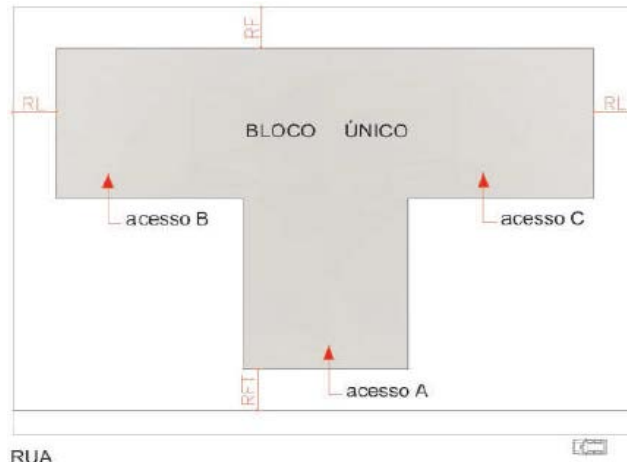 RF
RL
RL
BLOCO ÚNICO
acesso B
acesso C
RFT
acesso A
RUA